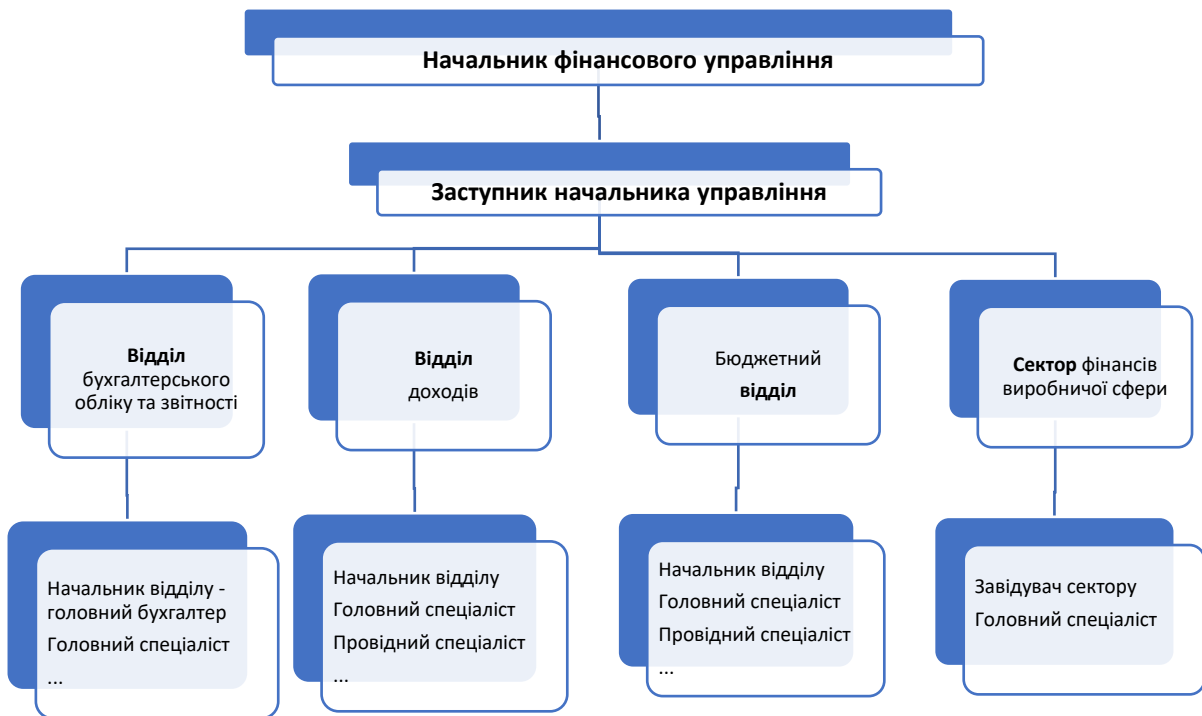 Начальник фінансового управління
Заступник начальника управління
Відділ
бухгалтерського
обліку та звітності
Відділ
доходів
Бюджетний
відділ
Сектор фінансів
виробничої сфери
Начальник відділу -
головний бухгалтер
Головний спеціаліст
...
Начальник відділу
Головний спеціаліст
Провідний спеціаліст
...
Начальник відділу
Головний спеціаліст
Провідний спеціаліст
...
Завідувач сектору
Головний спеціаліст